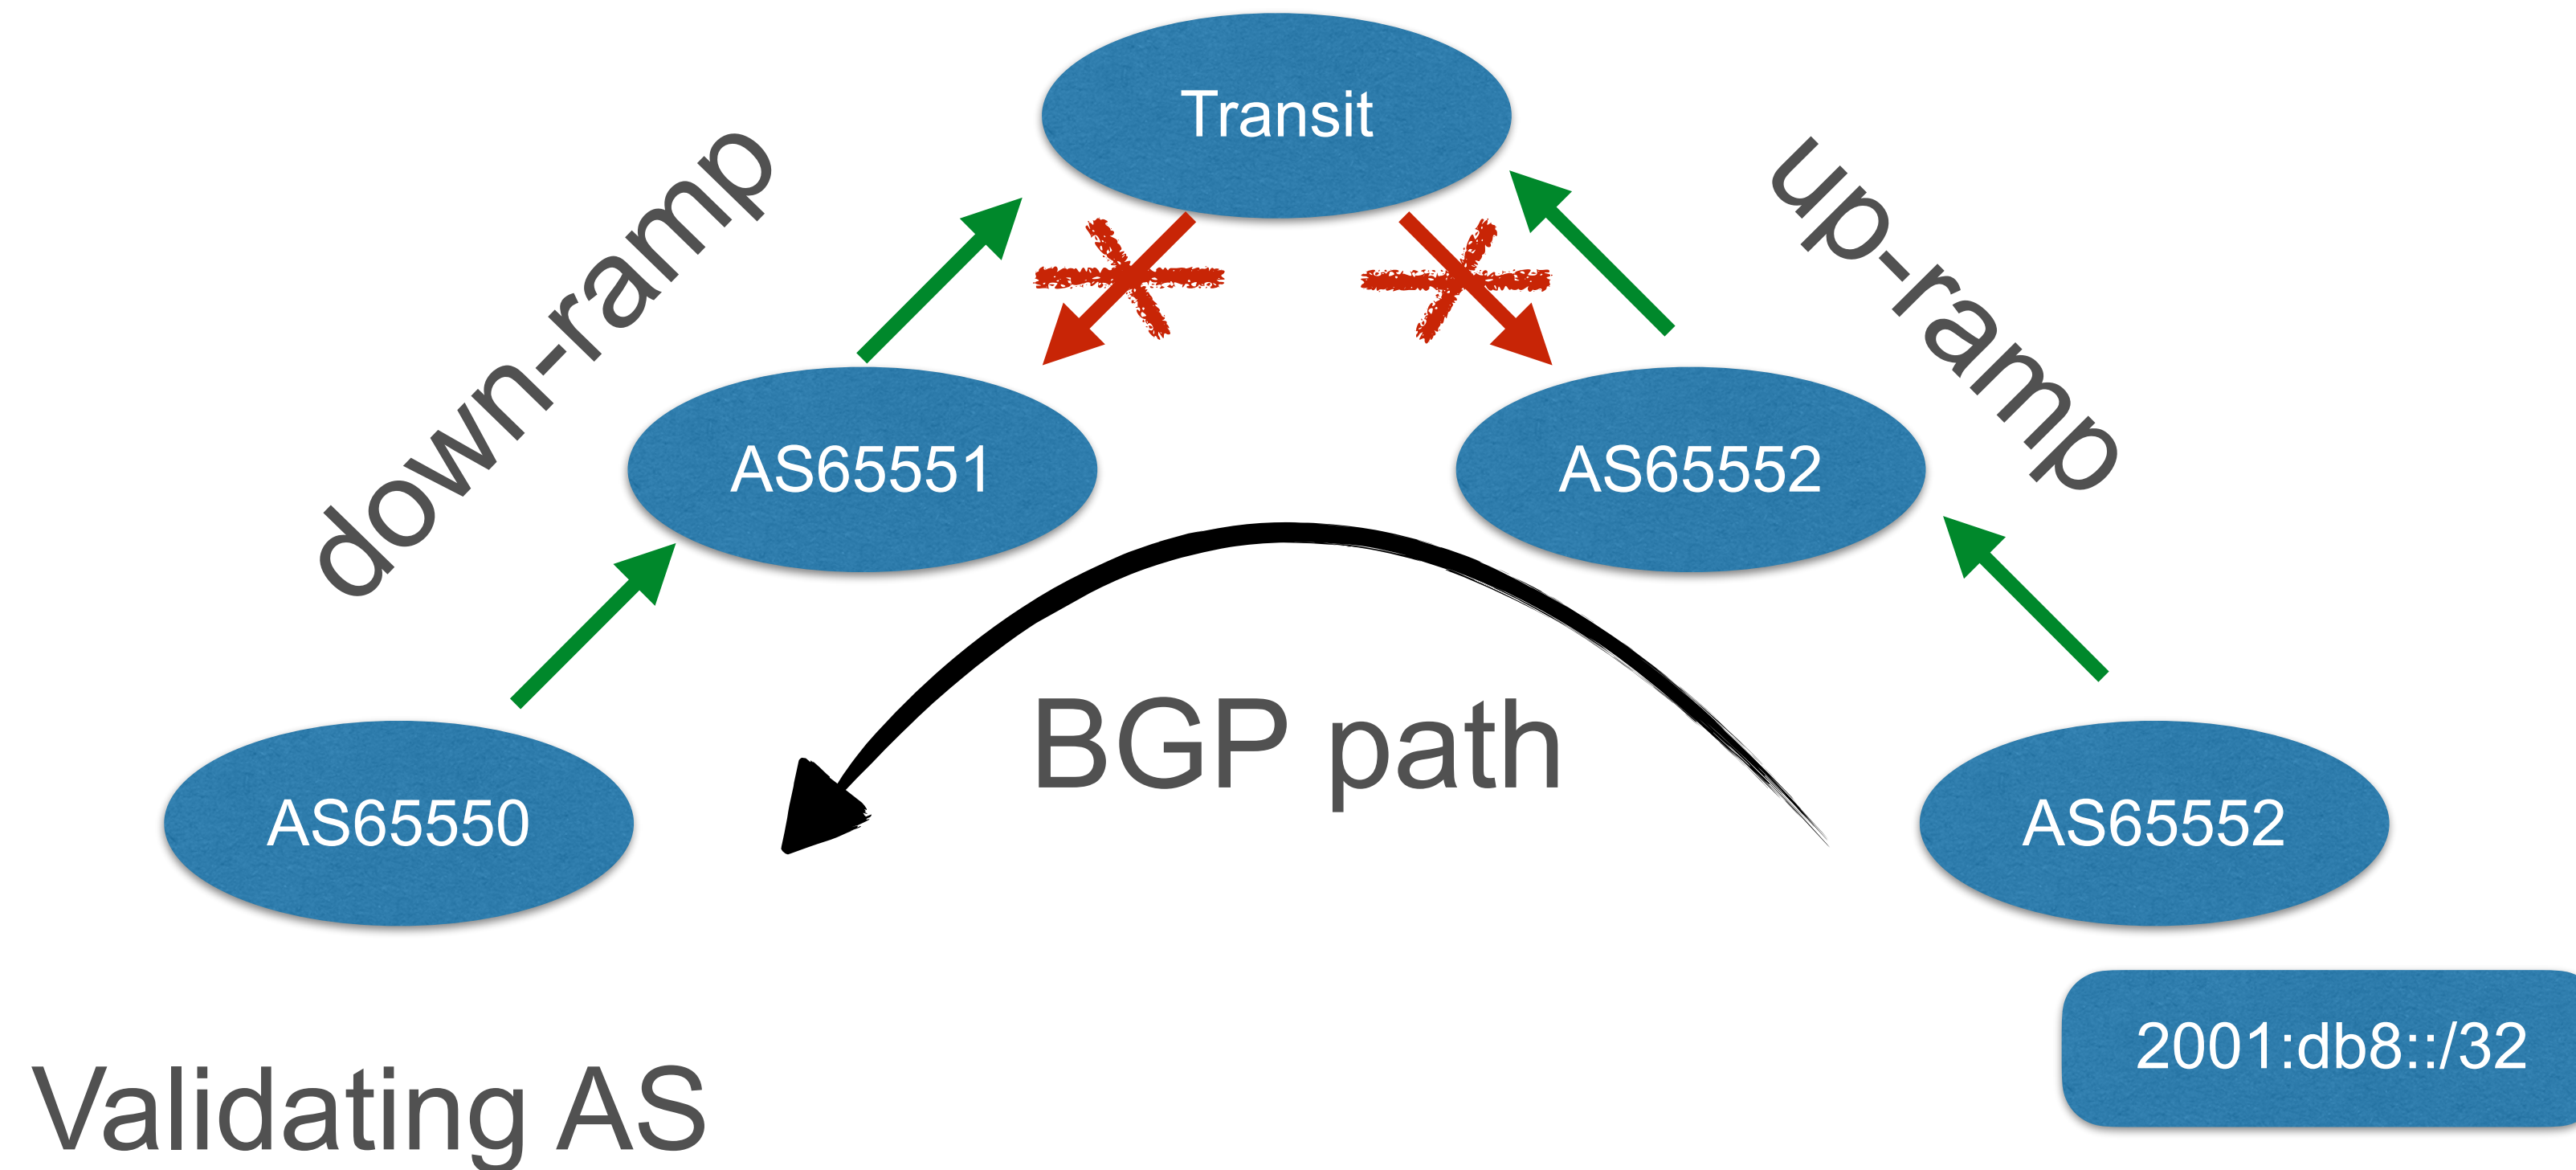 Transit
down-ramp
up-ramp
AS65551
AS65552
BGP path
AS65550
AS65552
2001:db8::/32
Validating AS